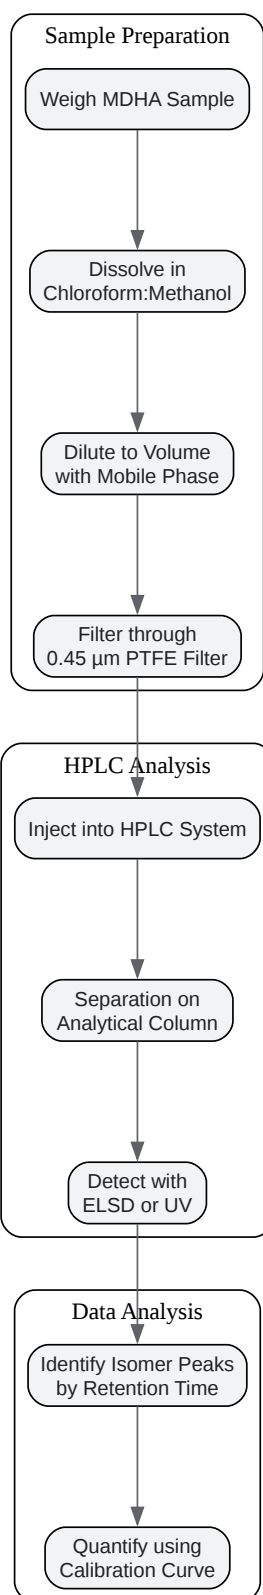 Sample Preparation
Weigh MDHA Sample
Dissolve in
Chloroform:Methanol
Dilute to Volume
with Mobile Phase
Filter through
0.45 µm PTFE Filter
HPLC Analysis
Inject into HPLC System
Separation on
Analytical Column
Detect with
ELSD or UV
Data Analysis
Identify Isomer Peaks
by Retention Time
Quantify using
Calibration Curve